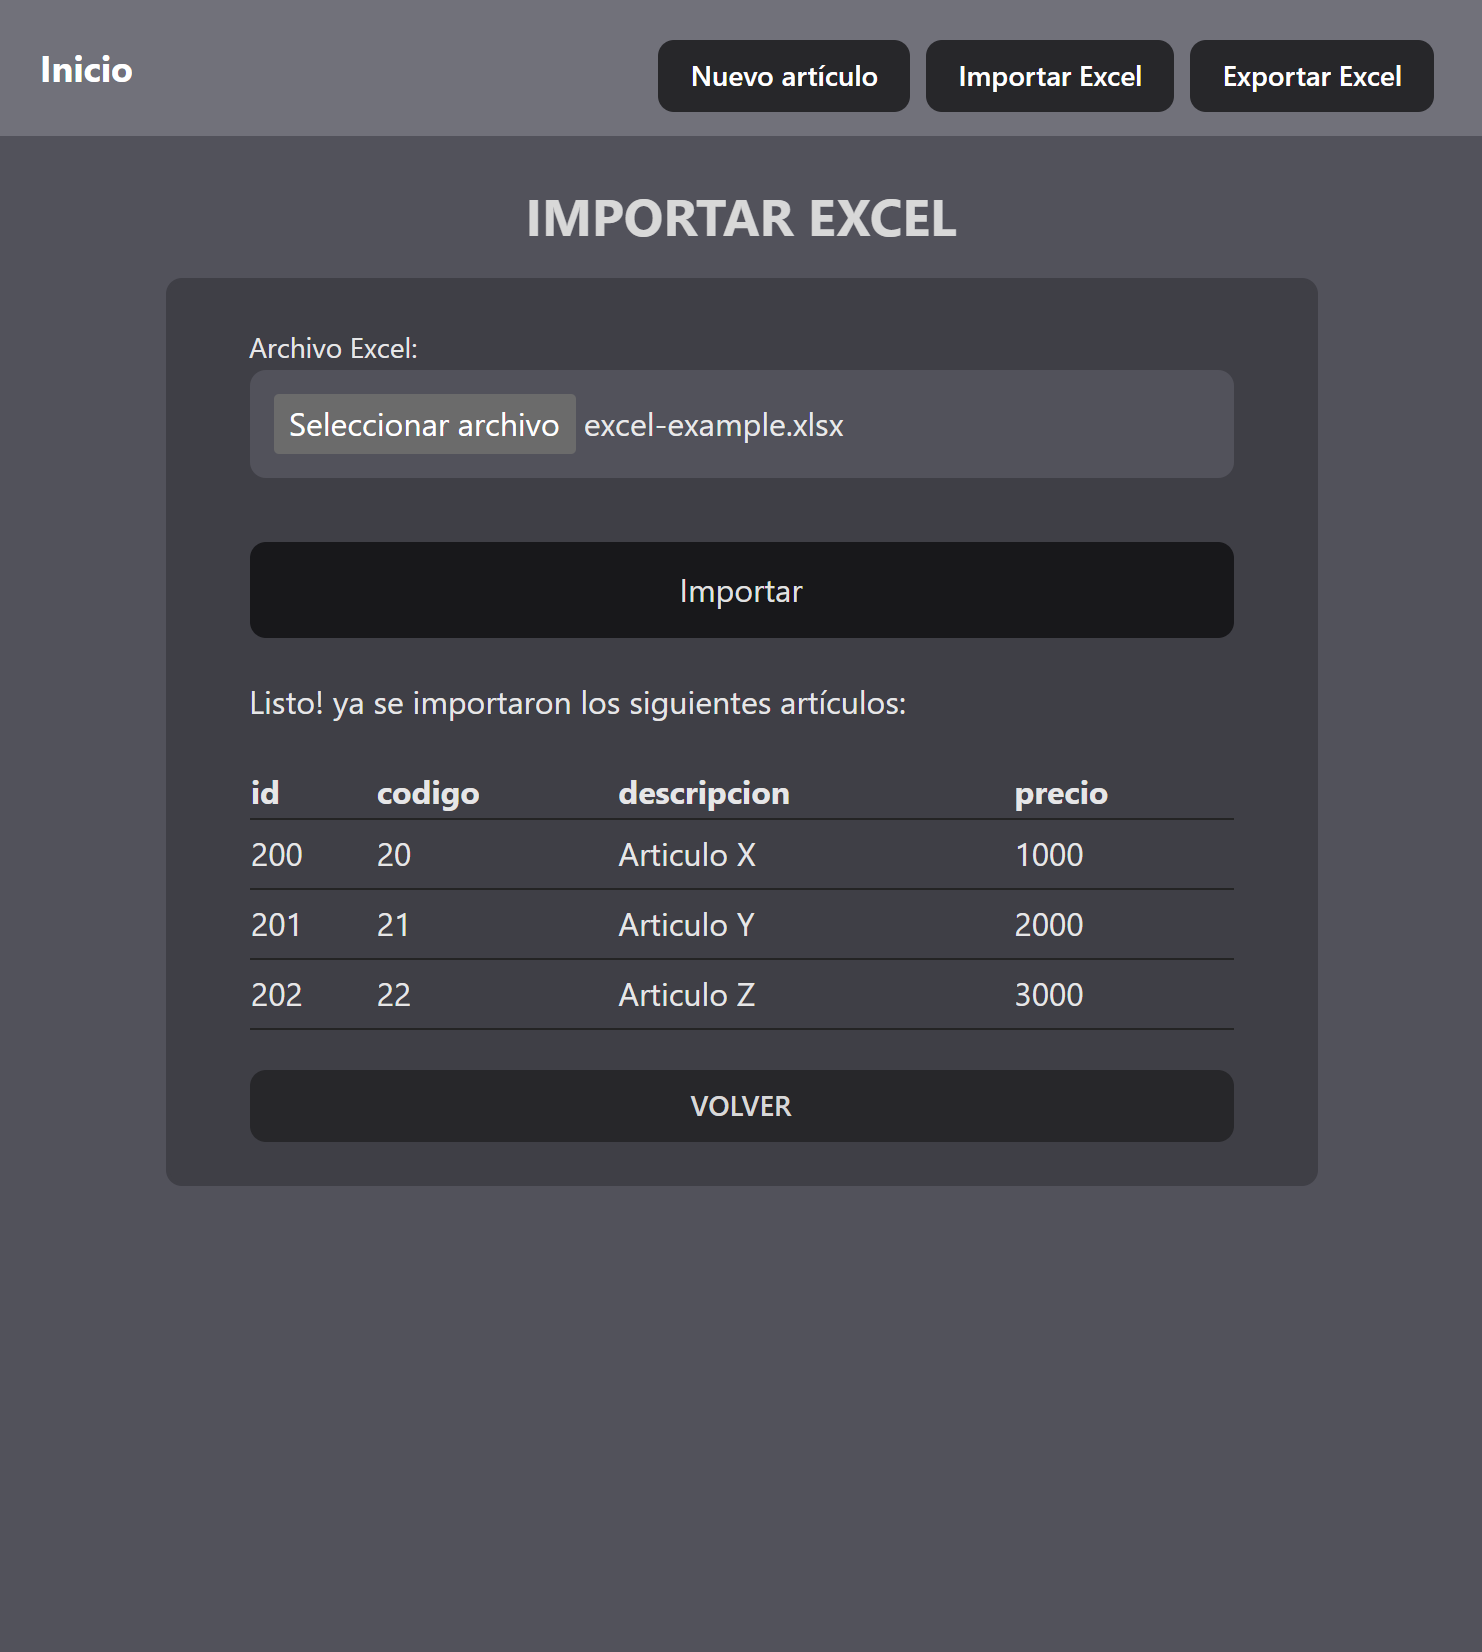 Inicio
Nuevo artículo Importar Excel Exportar Excel
IMPORTAR EXCEL
Archivo Excel:
Seleccionar archivo excel-example.xlsx
Importar
Listo! ya se importaron los siguientes artículos:
id codigo descripcion precio
200 20 Articulo X 1000
201 21 Articulo Y 2000
202 22 Articulo Z 3000
VOLVER